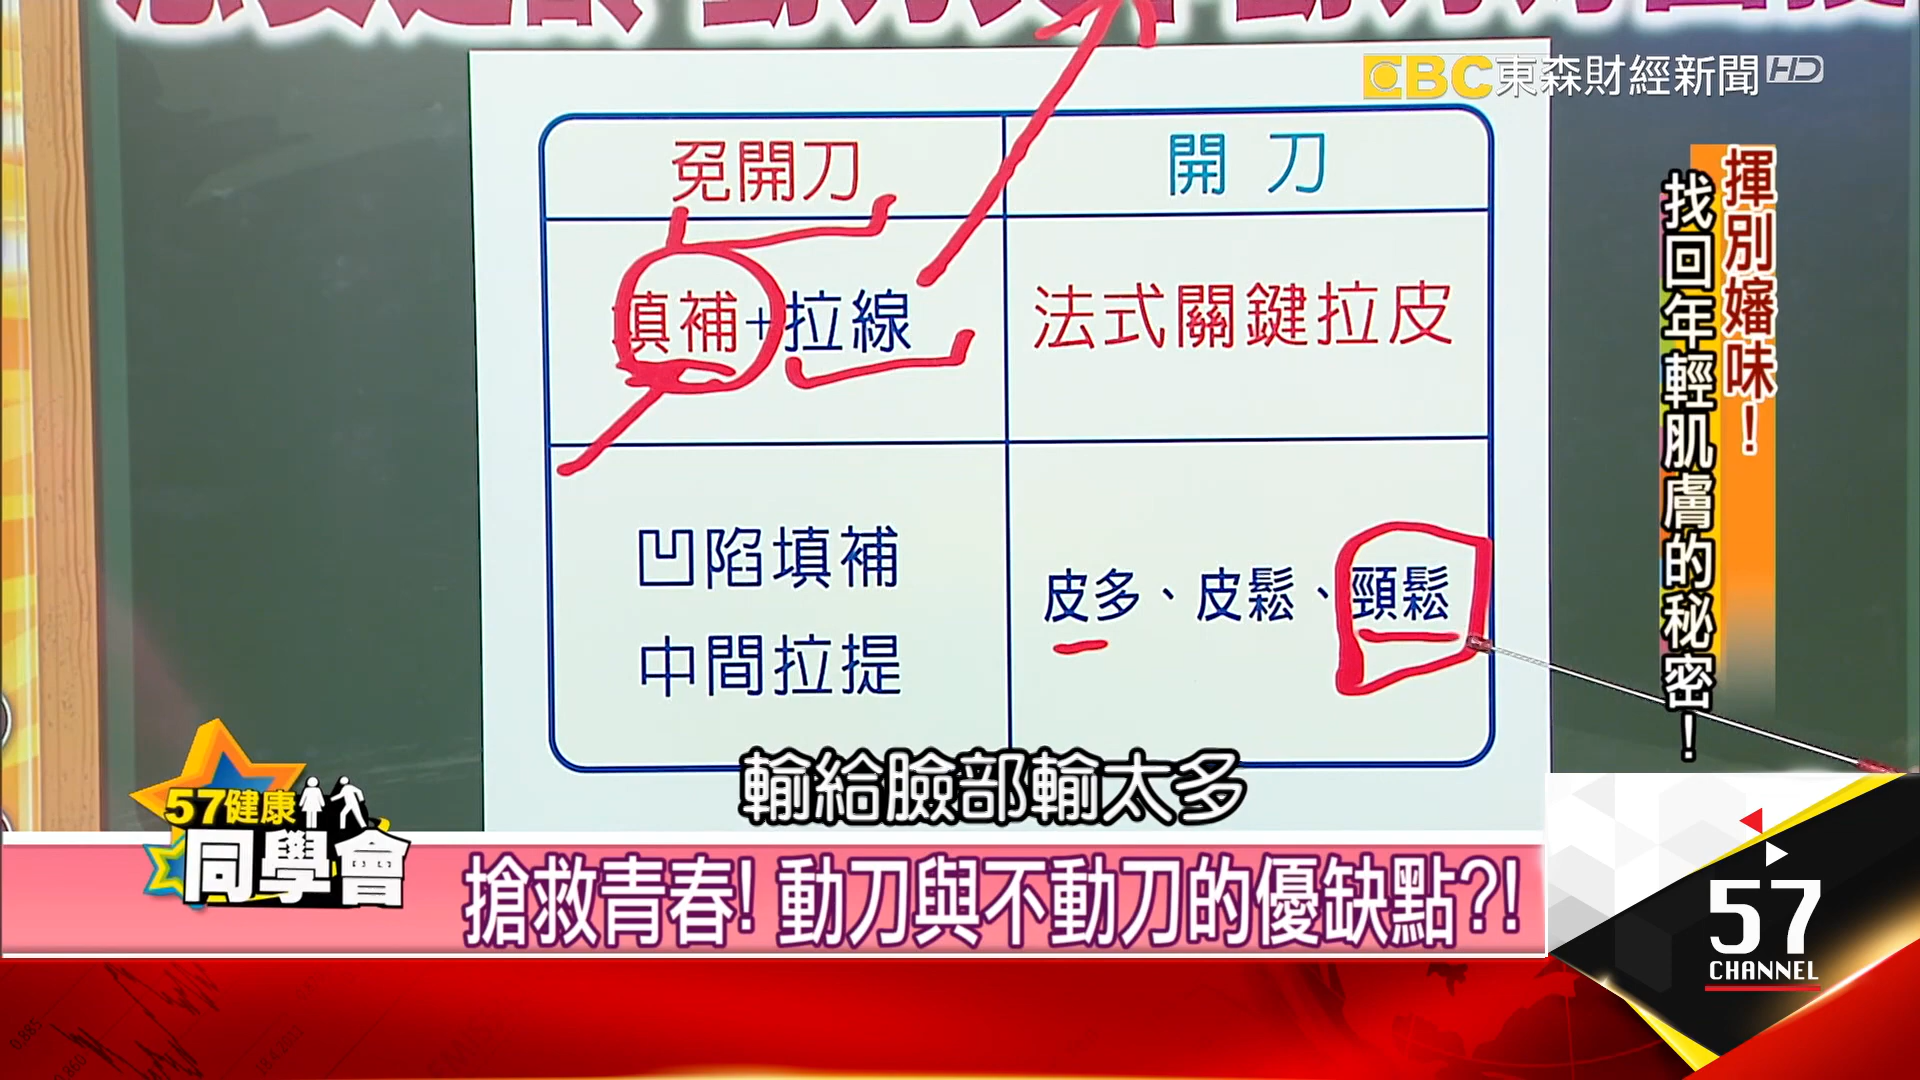 EBC東森財經新聞HD
免開刀
開刀
填補+拉線
法式關鍵拉皮
凹陷填補
中間拉提
皮多、皮鬆、頸鬆
揮別嬸味!
找回年輕肌膚的秘密!
輸給臉部輸太多
57健康
同學會
搶救青春!動刀與不動刀的優缺點?!
57
CHANNEL